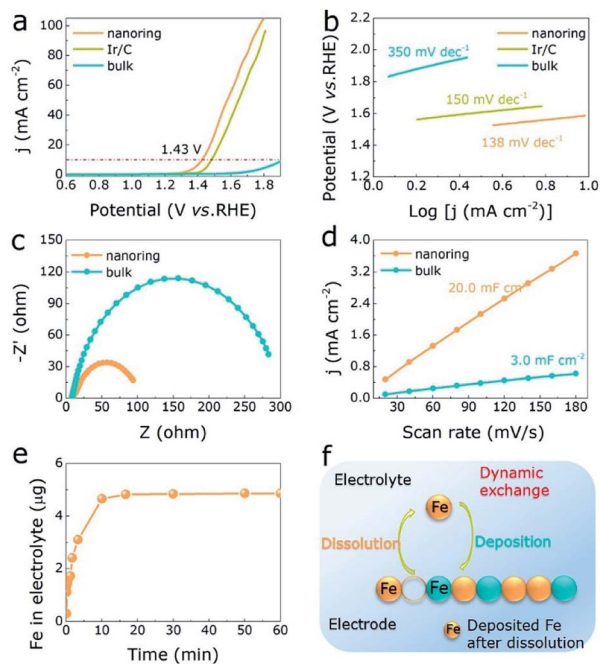 a
nanoring
Ir/C
bulk
1.43 V
j (mA cm-2)
100
80
60
40
20
0
0.6 0.8 1.0 1.2 1.4 1.6 1.8
Potential (V vs.RHE)
b
nanoring
Ir/C
bulk
350 mV dec-1
150 mV dec-1
138 mV dec-1
Potential (V vs.RHE)
2.2
2.0
1.8
1.6
1.4
1.2
0.0 0.2 0.4 0.6 0.8 1.0
Log [j (mA cm-2)]
c
nanoring
bulk
-Z' (ohm)
150
120
90
60
30
0
0 50 100 150 200 250 300
Z (ohm)
d
nanoring
bulk
20.0 mF cm-
3.0 mF cm-2
j (mA cm-2)
4.0
3.2
2.4
1.6
0.8
0.0
30 60 90 120 150 180
Scan rate (mV/s)
e
Fe in electrolyte (μg)
6
4
2
0
0 10 20 30 40 50 60
Time (min)
f
Electrolyte
Dynamic
exchange
Fe
Dissolution
Deposition
Fe
Fe
Electrode
Fe
Deposited Fe
after dissolution